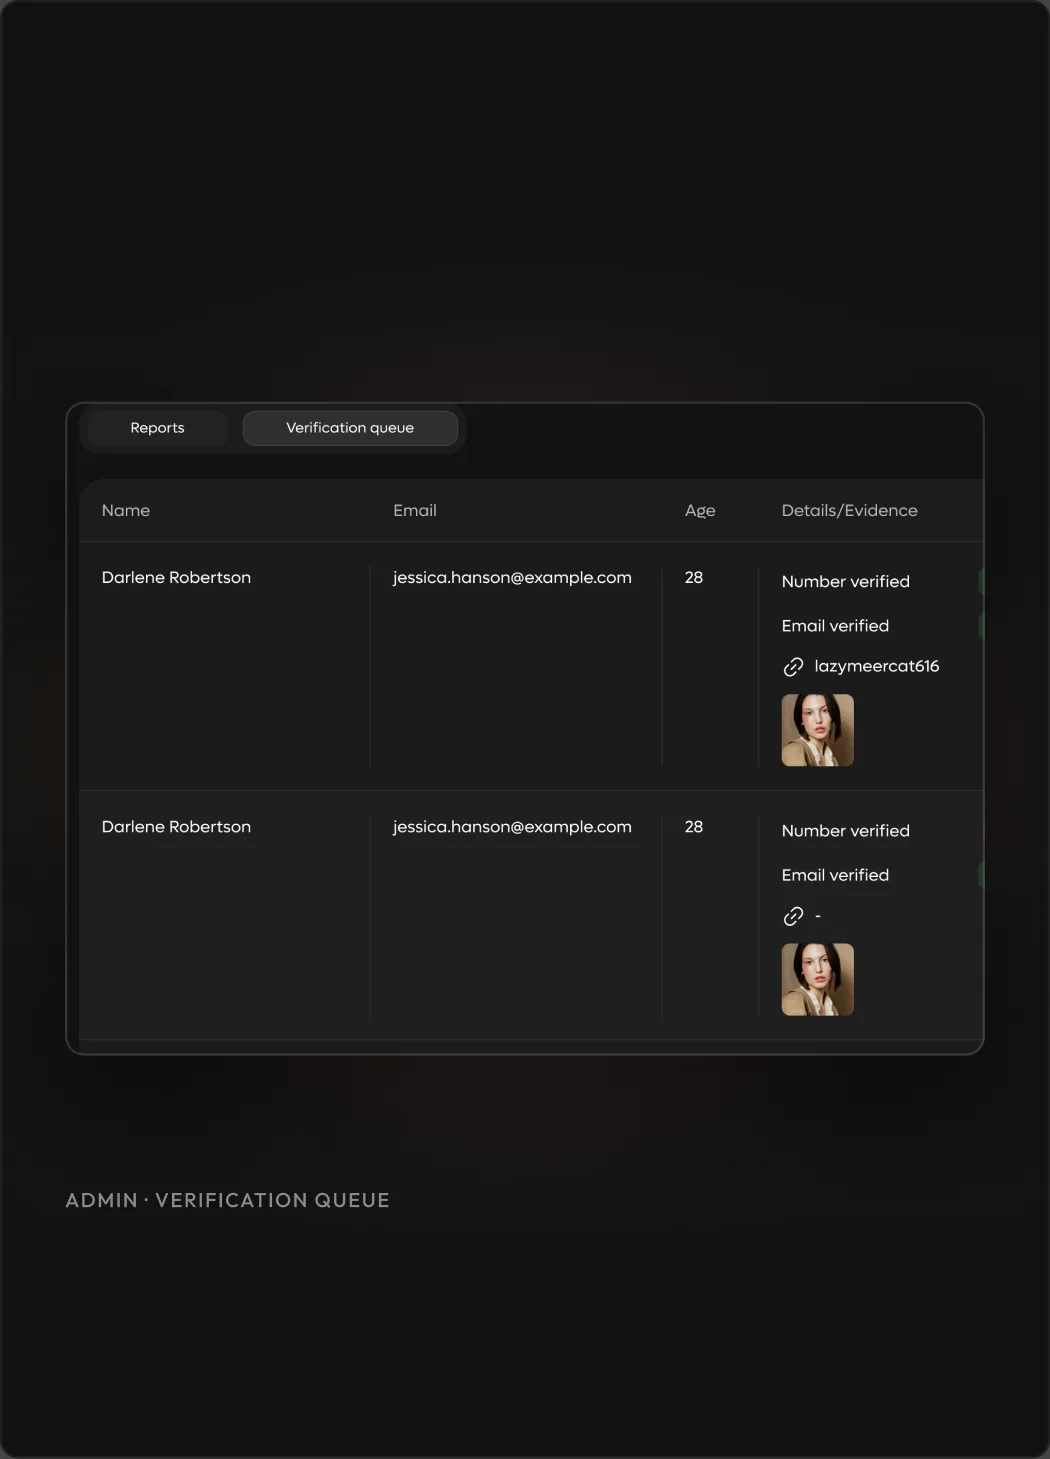 Reports Verification queue
Name Email Age Details/Evidence
Darlene Robertson jessica.hanson@example.com 28 Number verified
Email verified
lazymeercat616
Darlene Robertson jessica.hanson@example.com 28 Number verified
Email verified
-
ADMIN · VERIFICATION QUEUE